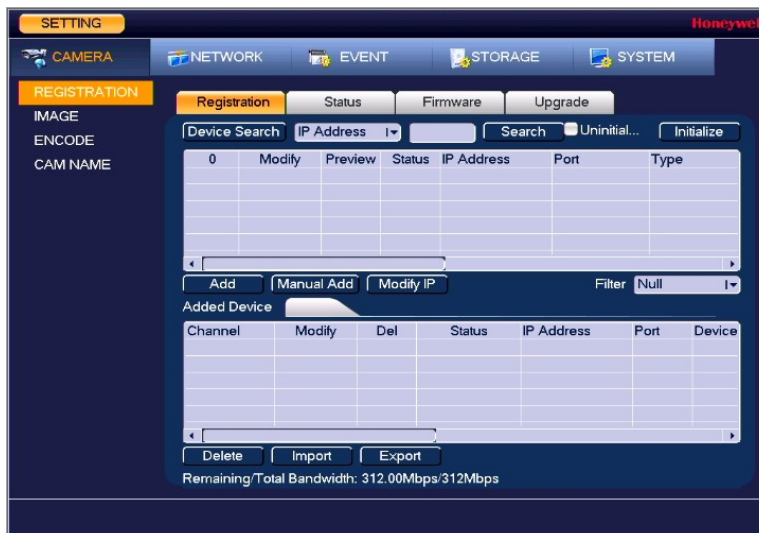 SETTING
Honeywel
CAMERA NETWORK EVENT STORAGE SYSTEM
REGISTRATION
IMAGE
ENCODE
CAM NAME
Registration Status Firmware Upgrade
Device Search IP Address Search Uninitial... Initialize
0 Modify Preview Status IP Address Port Type
Add Manual Add Modify IP Filter Null
Added Device
Channel Modify Del Status IP Address Port Device
Delete Import Export
Remaining/Total Bandwidth: 312.00Mbps/312Mbps